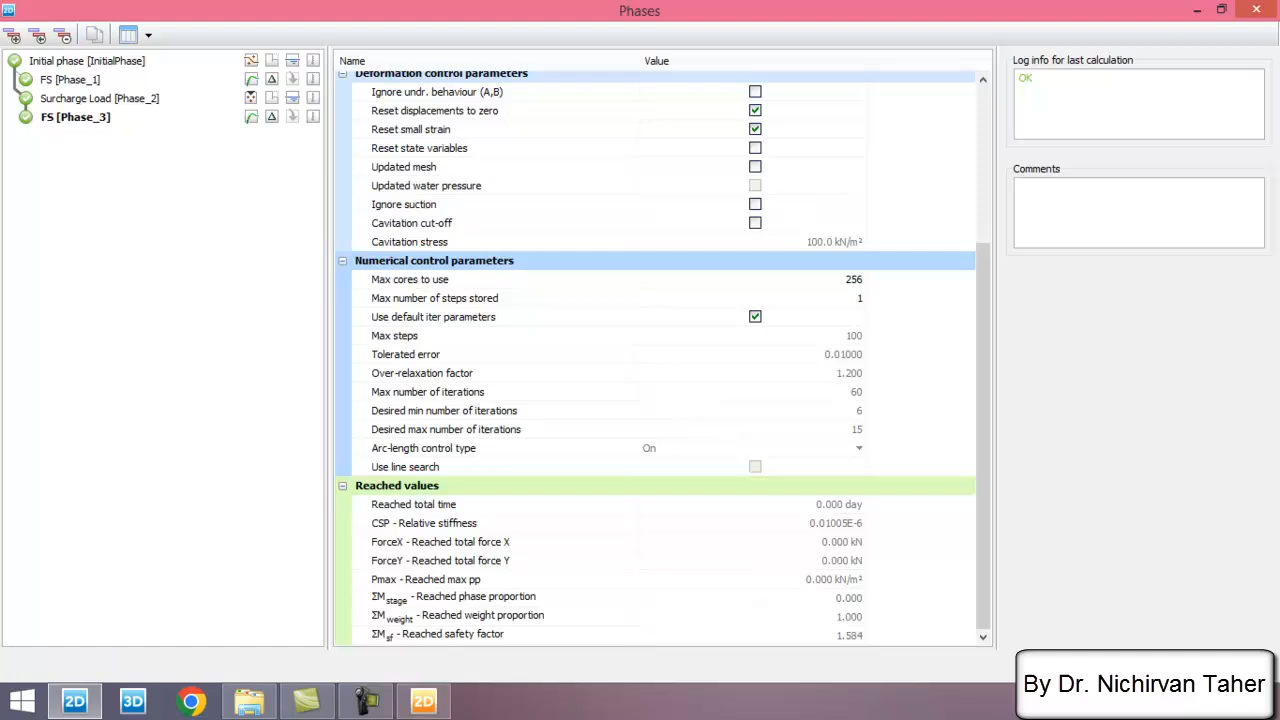 2D
Phases
Initial phase [InitialPhase]
FS [Phase_1]
Surcharge Load [Phase_2]
FS [Phase_3]
Name Value
Deformation control parameters
Ignore undr. behaviour (A,B)
Reset displacements to zero
Reset small strain
Reset state variables
Updated mesh
Updated water pressure
Ignore suction
Cavitation cut-off
Cavitation stress 100.0 kN/m²
Numerical control parameters
Max cores to use 256
Max number of steps stored 1
Use default iter parameters
Max steps 100
Tolerated error 0.01000
Over-relaxation factor 1.200
Max number of iterations 60
Desired min number of iterations 6
Desired max number of iterations 15
Arc-length control type On
Use line search
Reached values
Reached total time 0.000 day
CSP - Relative stiffness 0.01005E-6
ForceX - Reached total force X 0.000 kN
ForceY - Reached total force Y 0.000 kN
Pmax - Reached max pp 0.000 kN/m²
ΣMstage - Reached phase proportion 0.000
ΣMweight - Reached weight proportion 1.000
ΣMsf - Reached safety factor 1.584
Log info for last calculation
OK
Comments
2D 3D 2D
By Dr. Nichirvan Taher